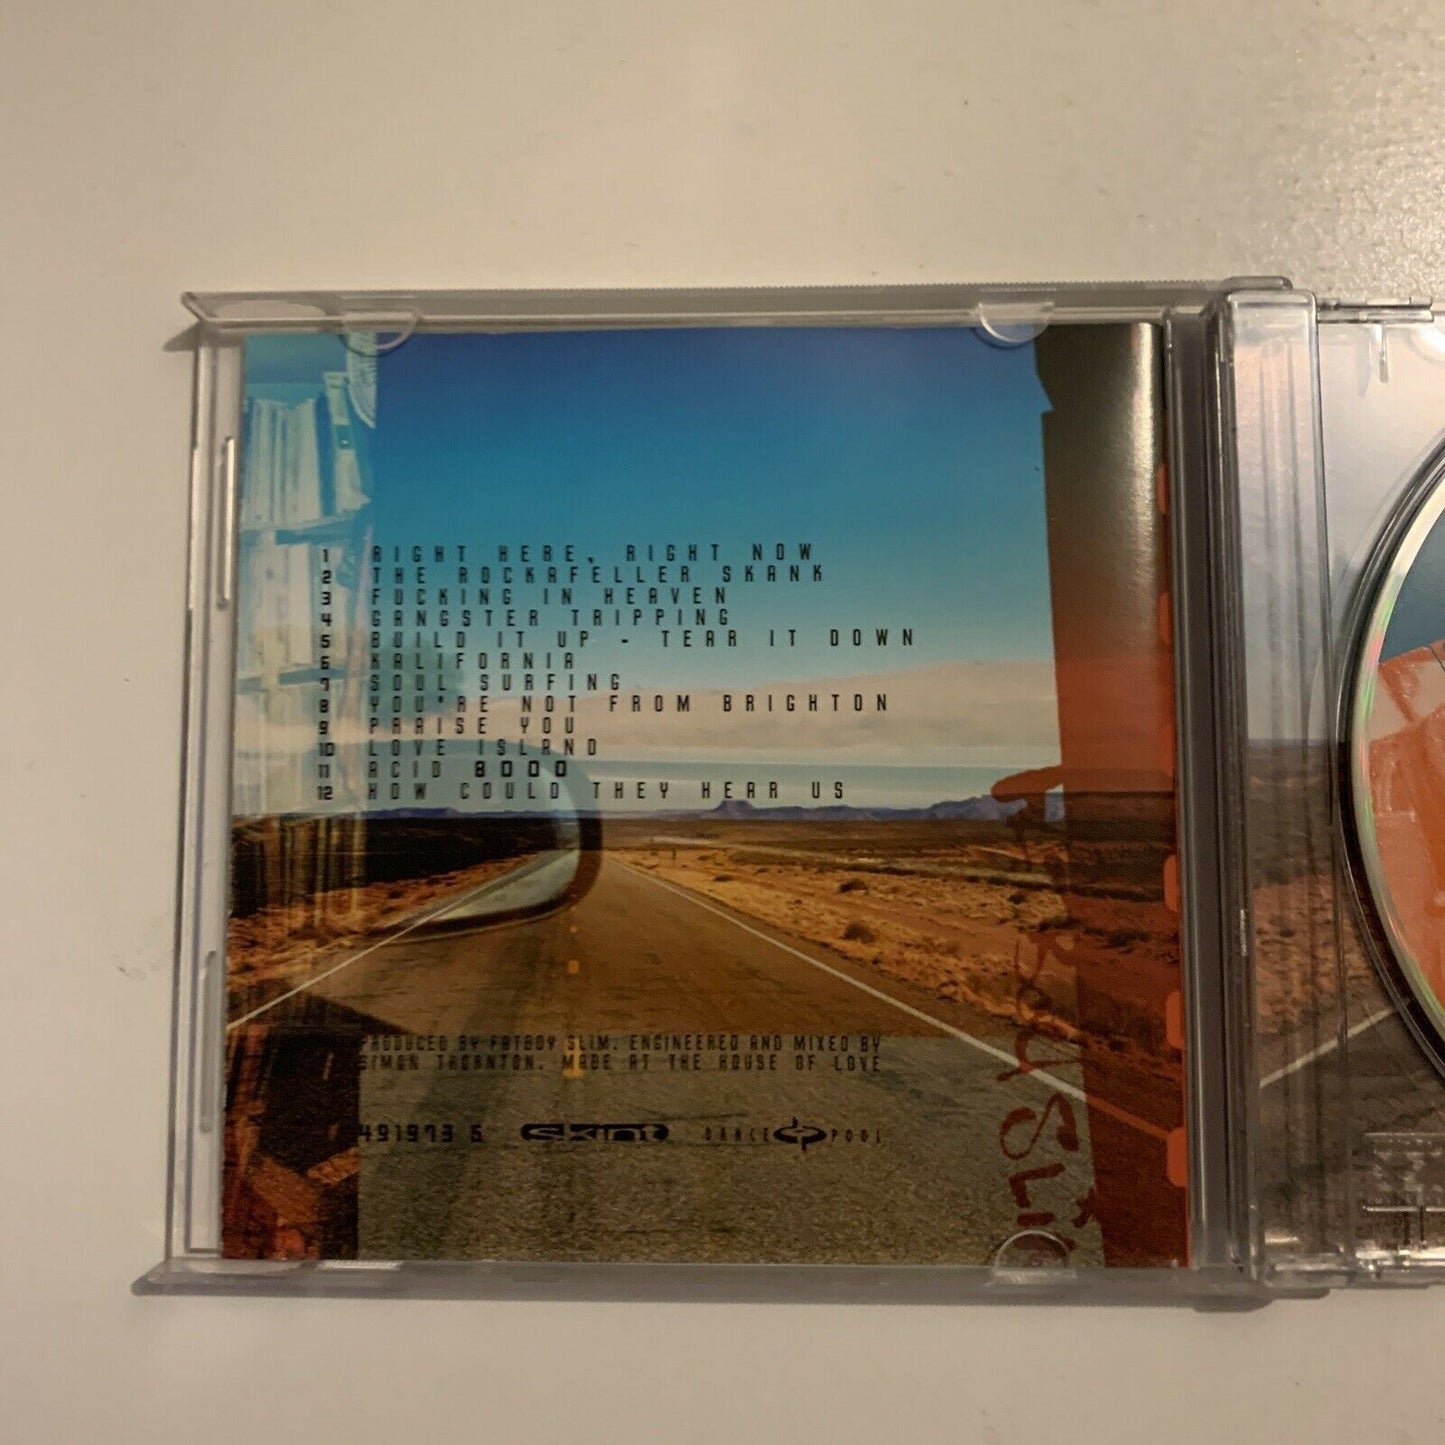 1 RIGHT HERE, RIGHT NOW
2 THE ROCKAFELLER SKANK
3 FUCKING IN HEAVEN
4 GANGSTER TRIPPING
5 BUILD IT UP - TEAR IT DOWN
6 KALIFORNIA
7 SOUL SURFING
8 YOU'RE NOT FROM BRIGHTON
9 PRAISE YOU
10 LOVE ISLAND
11 ACID 8000
12 HOW COULD THEY HEAR US
PRODUCED BY FATBOY SLIM. ENGINEERED AND MIXED BY
SIMON THORNTON. MADE AT THE HOUSE OF LOVE
491973 6 Skint DANCE dp POOL
SLIM